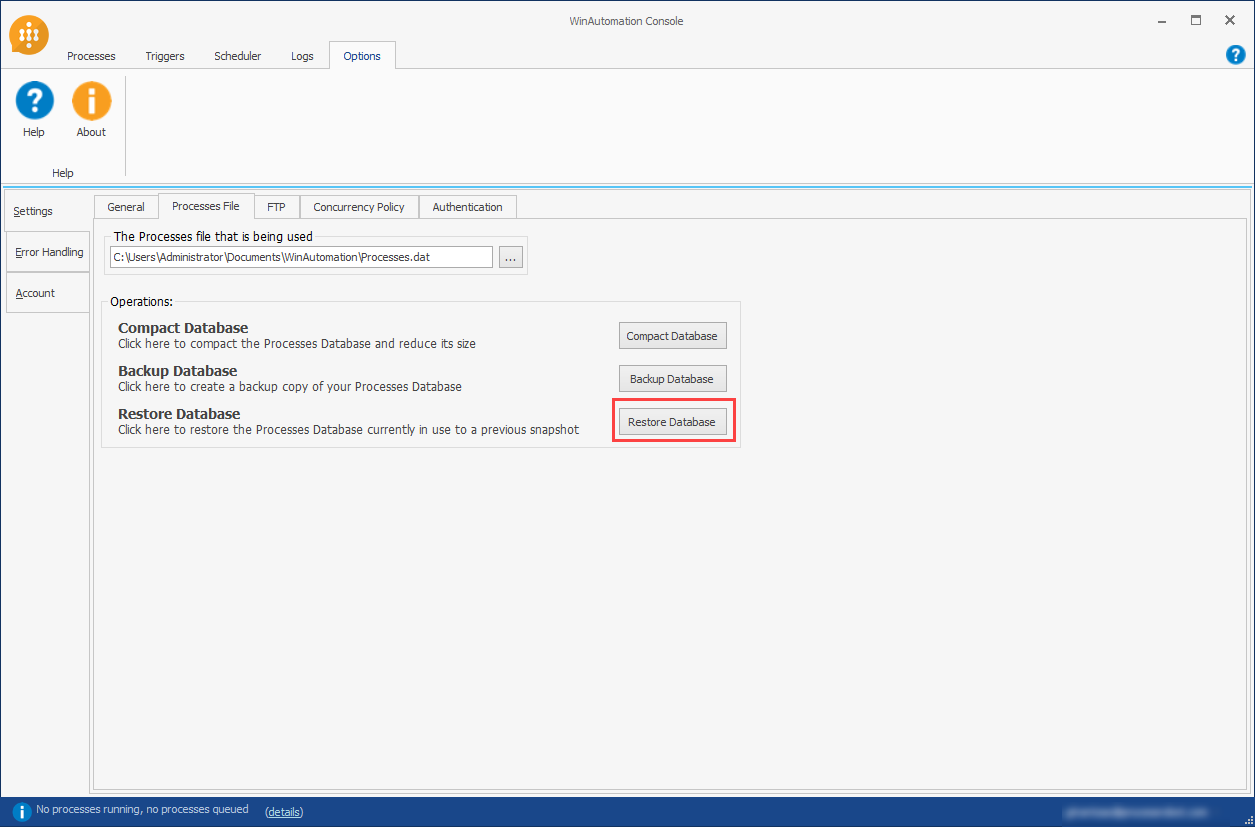 WinAutomation Console
Processes Triggers Scheduler Logs Options
?
? i
Help About
Help
Settings
Error Handling
Account
General Processes File FTP Concurrency Policy Authentication
The Processes file that is being used
C:\Users\Administrator\Documents\WinAutomation\Processes.dat ...
Operations:
Compact Database
Click here to compact the Processes Database and reduce its size
Compact Database
Backup Database
Click here to create a backup copy of your Processes Database
Backup Database
Restore Database
Click here to restore the Processes Database currently in use to a previous snapshot
Restore Database
i No processes running, no processes queued (details)